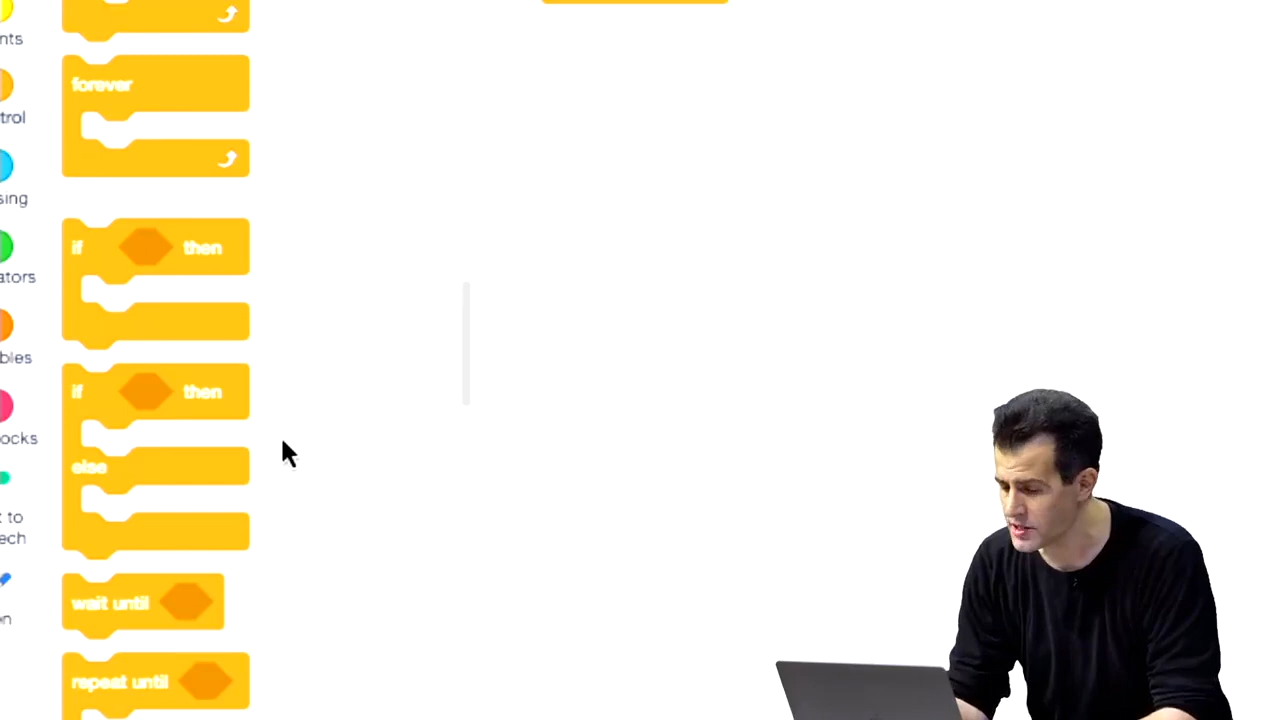 nts
forever
trol
sing
if then
ators
bles
if then
ocks
else
t to
ech
wait until
n
repeat until